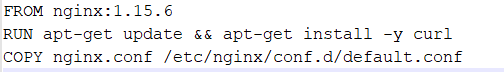 FROM nginx:1.15.6
RUN apt-get update && apt-get install -y curl
COPY nginx.conf /etc/nginx/conf.d/default.conf